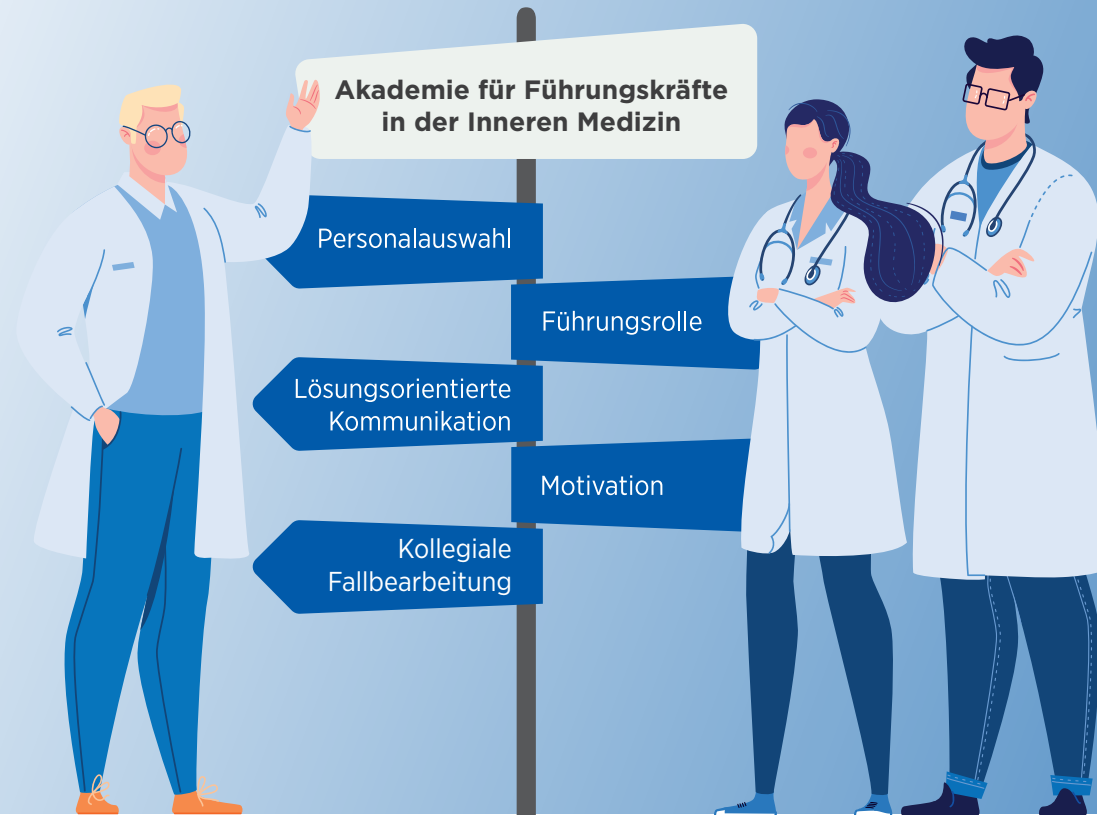 Akademie für Führungskräfte
in der Inneren Medizin
Personalauswahl
Führungsrolle
Lösungsorientierte
Kommunikation
Motivation
Kollegiale
Fallbearbeitung